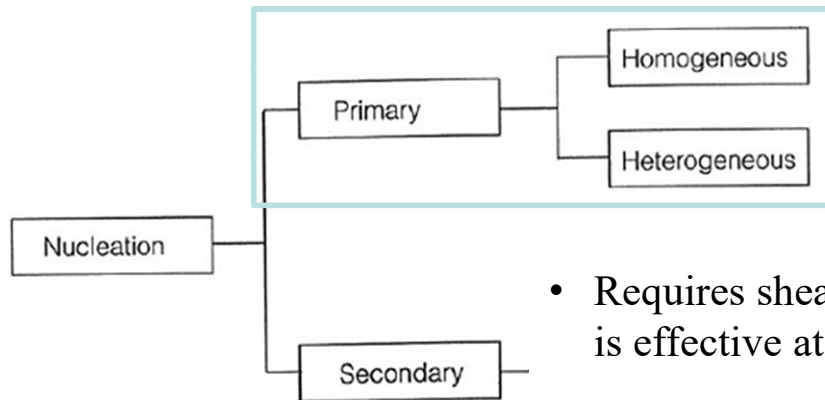 Homogeneous
Primary
Heterogeneous
Nucleation
• Requires shea
is effective at
Secondary